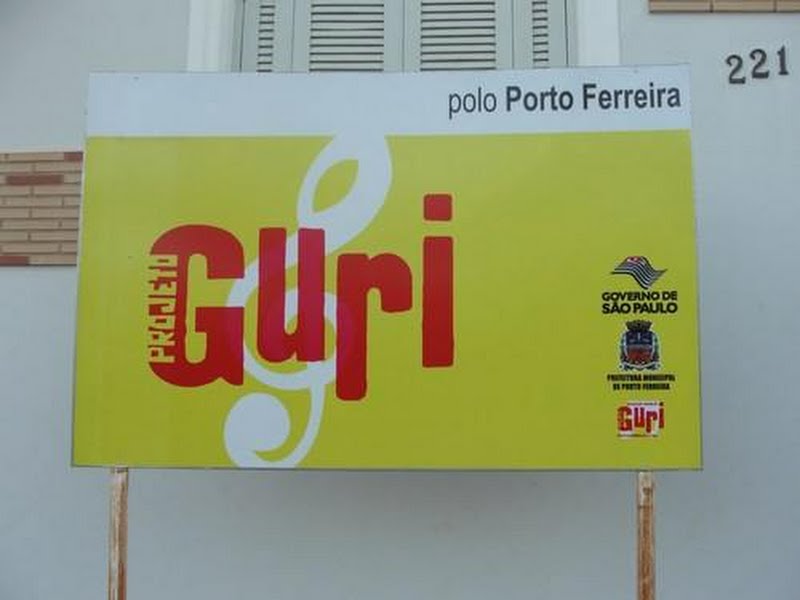 221
polo Porto Ferreira
PROJETO
Guri
GOVERNO DE
SÃO PAULO
PREFEITURA MUNICIPAL
DE PORTO FERREIRA
Guri